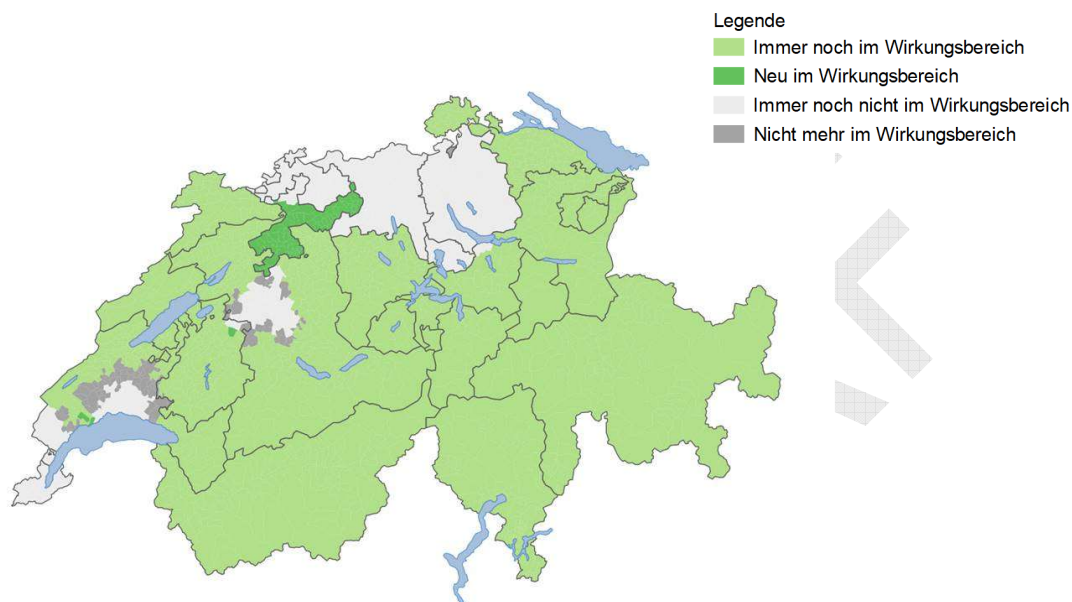 Legende
Immer noch im Wirkungsbereich
Neu im Wirkungsbereich
Immer noch nicht im Wirkungsbereich
Nicht mehr im Wirkungsbereich